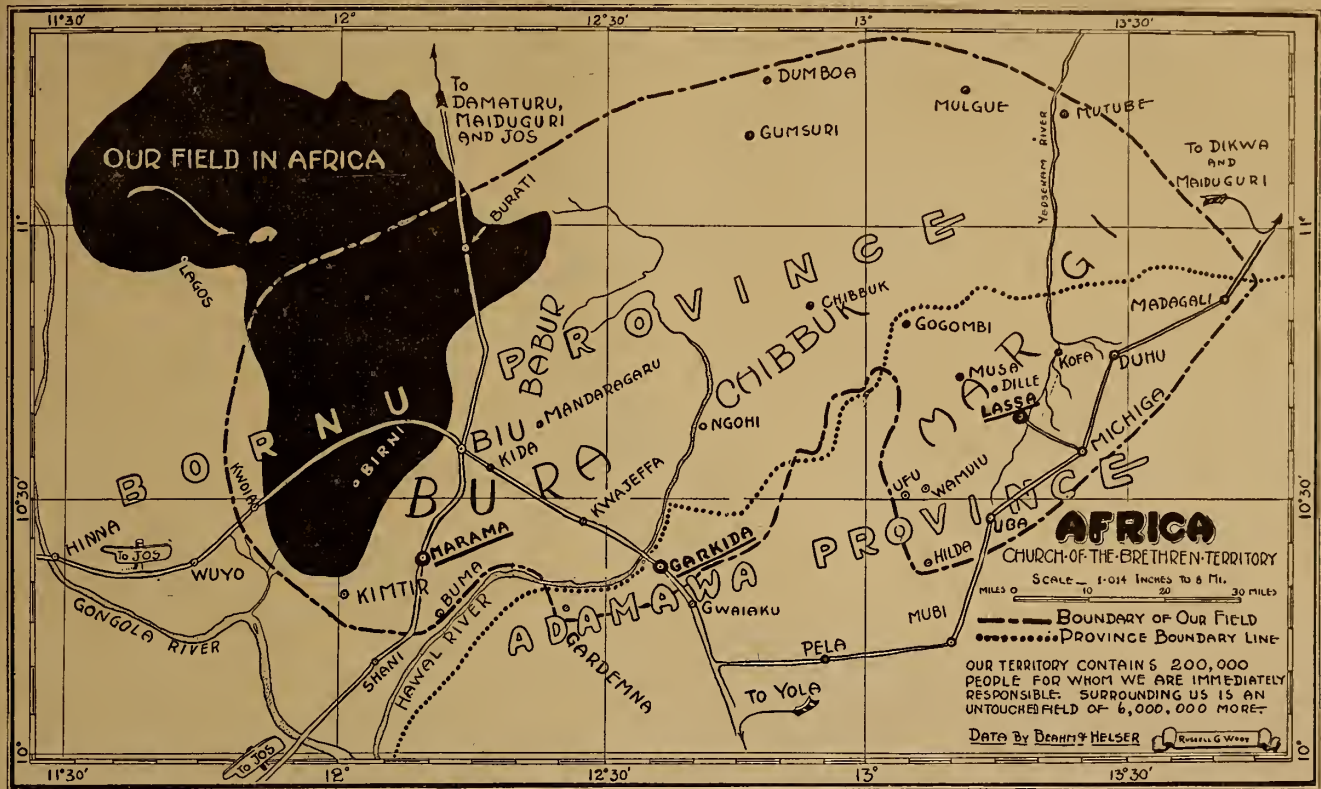 11°30'
12°
12°30'
13°
13°30'
To
DAMATURU,
MAIDUGURI
AND JOS
DUMBOA
MULGUE
MUTUBE
GUMSURI
OUR FIELD IN AFRICA
YEDSERAM RIVER
TO DIKWA
AND
MAIDUGURI
BURATI
11°
11°
LAGOS
BORNU PROVINCE
BABUR
CHIBBUK
CHIBBUK
MARGI
MADAGALI
GOGOMBI
KOFA
DUHU
MUSA
DILLE
LASSA
MANDARAGARU
NGOHI
MICHIGA
BIU
KIDA
BIRNI
KWOIA
BURA
KWAJEFFA
UFU
WAMUIU
10°30'
10°30'
UBA
HINNA
TO JOS
WUYO
MARAMA
GARKIDA
HILDA
KIMTIR
BUMA
GWAIAKU
ADAMAWA PROVINCE
GONGOLA
RIVER
SHANI
HAWAL RIVER
GARDEMNA
PELA
MUBI
TO YOLA
TO JOS
AFRICA
CHURCH·OF·THE·BRETHREN·TERRITORY
SCALE — 1·014 INCHES TO 8 MI.
MILES 0 10 20 30 MILES
BOUNDARY OF OUR FIELD
PROVINCE BOUNDARY LINE
OUR TERRITORY CONTAINS 200,000
PEOPLE FOR WHOM WE ARE IMMEDIATELY
RESPONSIBLE. SURROUNDING US IS AN
UNTOUCHED FIELD OF 6,000,000 MORE.
DATA BY BEAHM & HELSER
RUSSELL G WEST
10°
10°
11°30'
12°
12°30'
13°
13°30'